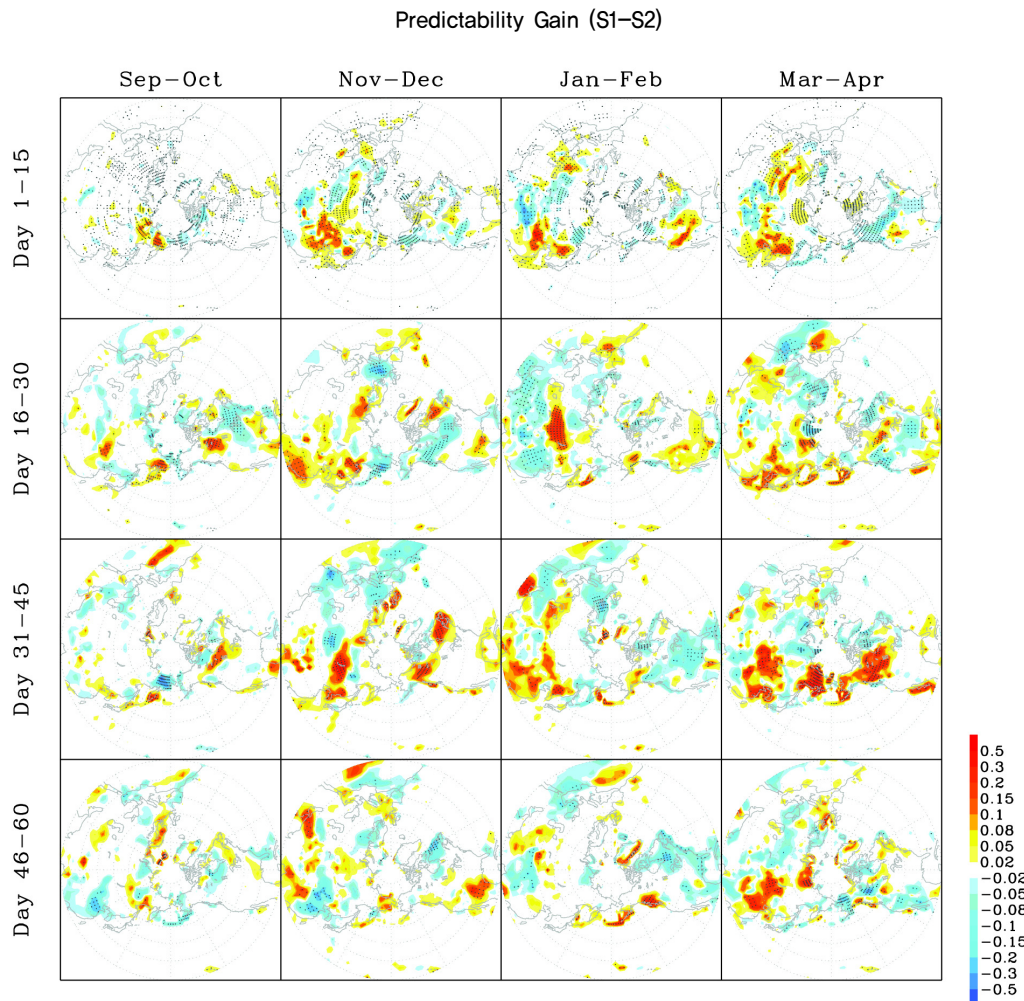 Predictability Gain (S1−S2)
Sep−Oct Nov−Dec Jan−Feb Mar−Apr
Day 1−15
Day 16−30
Day 31−45
Day 46−60
0.5
0.3
0.2
0.15
0.1
0.08
0.05
0.02
−0.02
−0.05
−0.08
−0.1
−0.15
−0.2
−0.3
−0.5